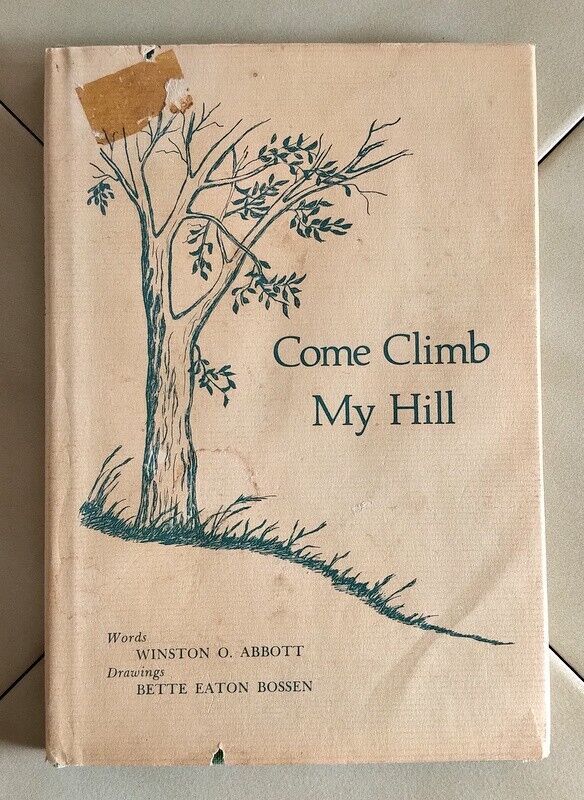 Come Climb
My Hill
Words
WINSTON O. ABBOTT
Drawings
BETTE EATON BOSSEN